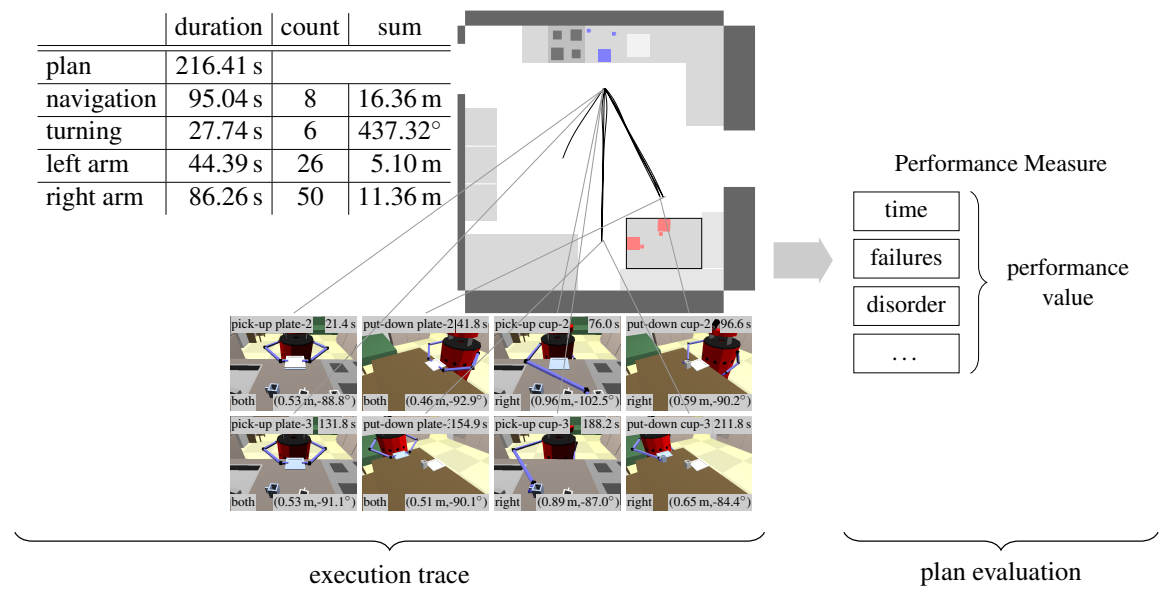 duration count sum
plan 216.41 s
navigation 95.04 s 8 16.36 m
turning 27.74 s 6 437.32°
left arm 44.39 s 26 5.10 m
right arm 86.26 s 50 11.36 m
Performance Measure
time
failures
disorder
...
performance
value
pick-up plate-2 21.4 s
both (0.53 m,-88.8°)
put-down plate-2 41.8 s
both (0.46 m,-92.9°)
pick-up cup-2 76.0 s
right (0.96 m,-102.5°)
put-down cup-2 96.6 s
right (0.59 m,-90.2°)
pick-up plate-3 131.8 s
both (0.53 m,-91.1°)
put-down plate-3 154.9 s
both (0.51 m,-90.1°)
pick-up cup-3 188.2 s
right (0.89 m,-87.0°)
put-down cup-3 211.8 s
right (0.65 m,-84.4°)
execution trace
plan evaluation